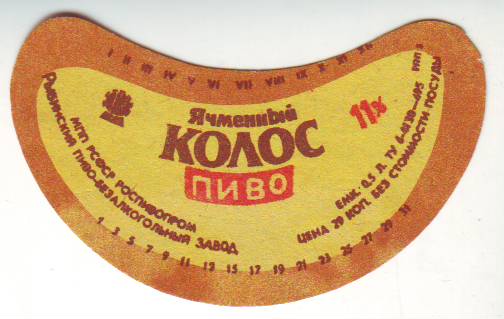 I II III IV V VI VII VIII IX X XI XII
Ячменный
КОЛОС
ПИВО
11%
МПП РСФСР РОСПИВОПРОМ
РЫБИНСКИЙ ПИВО-БЕЗАЛКОГОЛЬНЫЙ ЗАВОД
ЕМК. 0,5 Л. ТУ
ЦЕНА 29 КОП. БЕЗ СТОИМОСТИ ПОСУДЫ
1 3 5 7 9 11 13 15 17 19 21 23 26 27 29 31